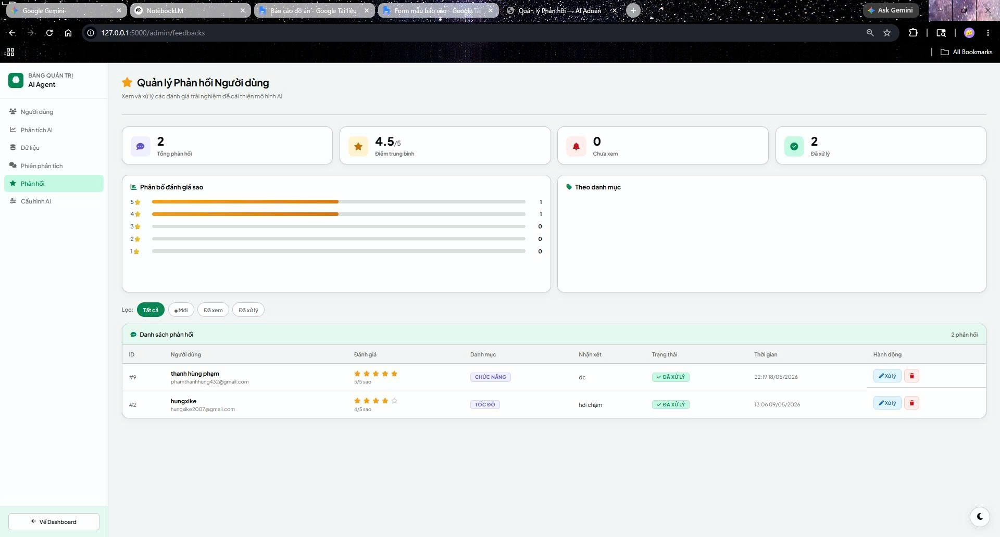 Google Gemini
NotebookLM
Báo cáo đồ án - Google Tài liệu
Form mẫu báo cáo - Google Tà
Quản lý Phản hồi — AI Admin
Ask Gemini
127.0.0.1:5000/admin/feedbacks
All Bookmarks
BẢNG QUẢN TRỊ
AI Agent
Người dùng
Phân tích AI
Dữ liệu
Phiên phân tích
Phản hồi
Cấu hình AI
Về Dashboard
Quản lý Phản hồi Người dùng
Xem và xử lý các đánh giá trải nghiệm để cải thiện mô hình AI
2
Tổng phản hồi
4.5/5
Điểm trung bình
0
Chưa xem
2
Đã xử lý
Phân bố đánh giá sao
5 1
4 1
3 0
2 0
1 0
Theo danh mục
Lọc: Tất cả Mới Đã xem Đã xử lý
Danh sách phản hồi 2 phản hồi
ID Người dùng Đánh giá Danh mục Nhận xét Trạng thái Thời gian Hành động
#9 thanh hùng phạm CHỨC NĂNG dc ĐÃ XỬ LÝ 22:19 18/05/2026 Xử lý
phamthanhhung432@gmail.com 5/5 sao
#2 hungxike TỐC ĐỘ hơi chậm ĐÃ XỬ LÝ 13:06 09/05/2026 Xử lý
hungxike2007@gmail.com 4/5 sao